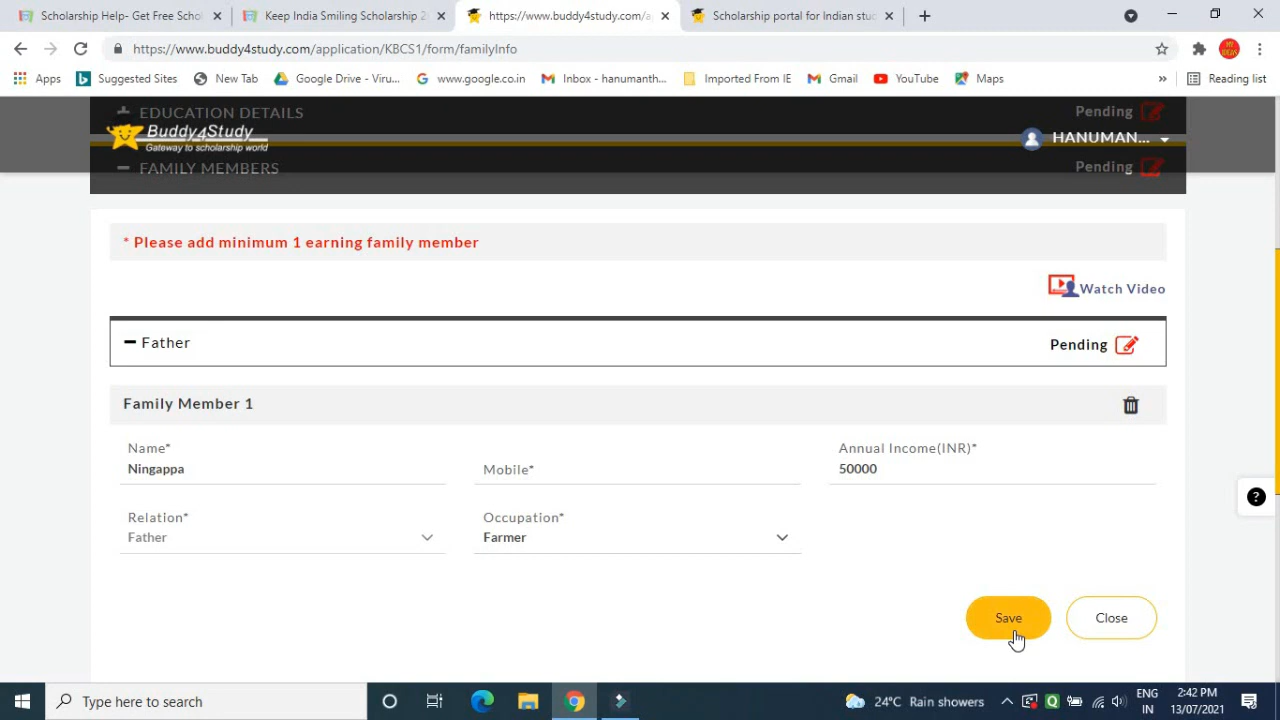 Scholarship Help- Get Free Scho
Keep India Smiling Scholarship 2
https://www.buddy4study.com/a
Scholarship portal for Indian stu
https://www.buddy4study.com/application/KBCS1/form/familyInfo
Apps
Suggested Sites
New Tab
Google Drive - Viru...
www.google.co.in
Inbox - hanumanth...
Imported From IE
Gmail
YouTube
Maps
»
Reading list
EDUCATION DETAILS
Pending
Buddy4Study
Gateway to scholarship world
HANUMAN...
FAMILY MEMBERS
Pending
* Please add minimum 1 earning family member
Watch Video
Father
Pending
Family Member 1
Name*
Ningappa
Mobile*
Annual Income(INR)*
50000
Relation*
Father
Occupation*
Farmer
Save
Close
Type here to search
24°C Rain showers
ENG
IN
2:42 PM
13/07/2021